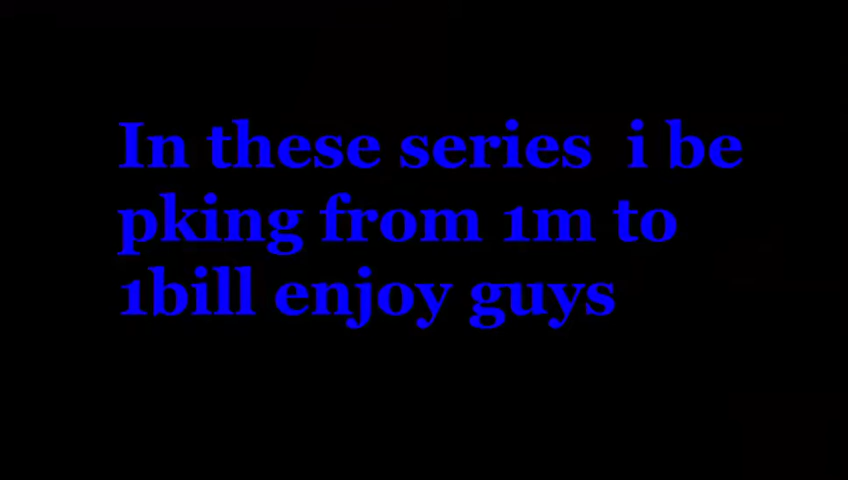 In these series  i be
pking from 1m to
1bill enjoy guys